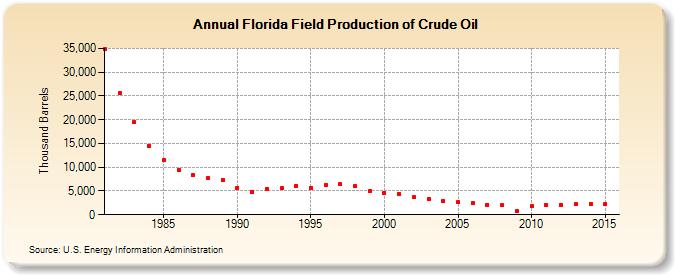 Annual Florida Field Production of Crude Oil
Thousand Barrels
35,000
30,000
25,000
20,000
15,000
10,000
5,000
0
1985 1990 1995 2000 2005 2010 2015
Source: U.S. Energy Information Administration